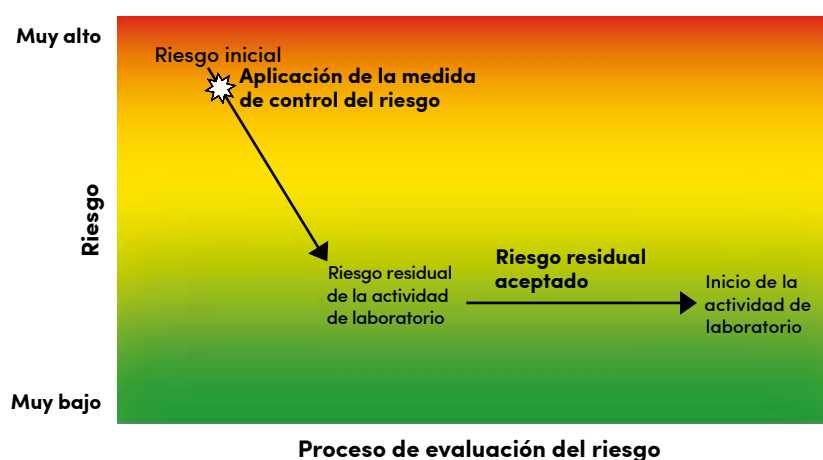 Muy alto
Riesgo inicial
Aplicación de la medida
de control del riesgo
Riesgo
Riesgo residual
de la actividad
de laboratorio
Riesgo residual
aceptado
Inicio de la
actividad de
laboratorio
Muy bajo
Proceso de evaluación del riesgo